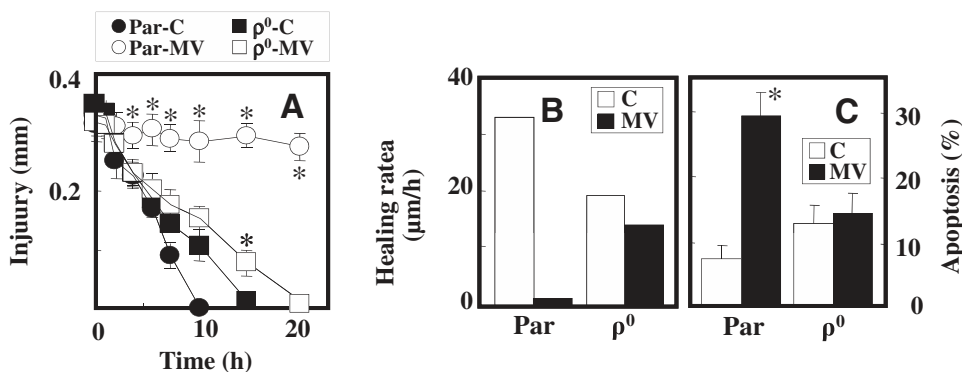 Par-C ρ⁰-C
Par-MV ρ⁰-MV
0.4
0.2
Injuury (mm)
A
* * * * * *
*
0 10 20
Time (h)
40
20
0
Healing ratea
(μm/h)
B
C
MV
Par ρ⁰
C
*
C
MV
Par ρ⁰
30
20
10
0
Apoptosis (%)